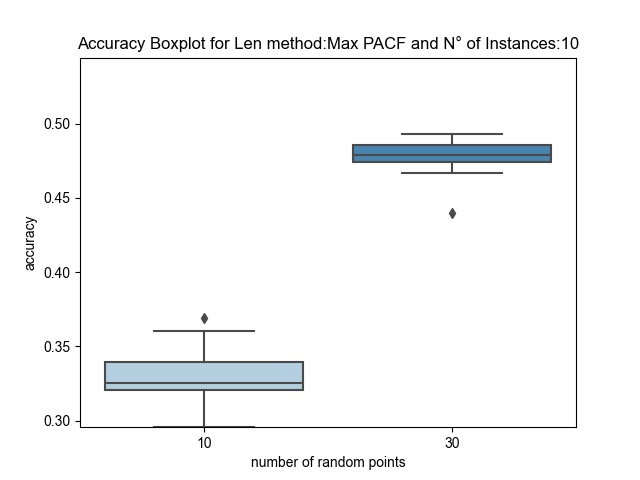 Accuracy Boxplot for Len method:Max PACF and N° of Instances:10
0.50
0.45
0.40
0.35
0.30
accuracy
10 30
number of random points